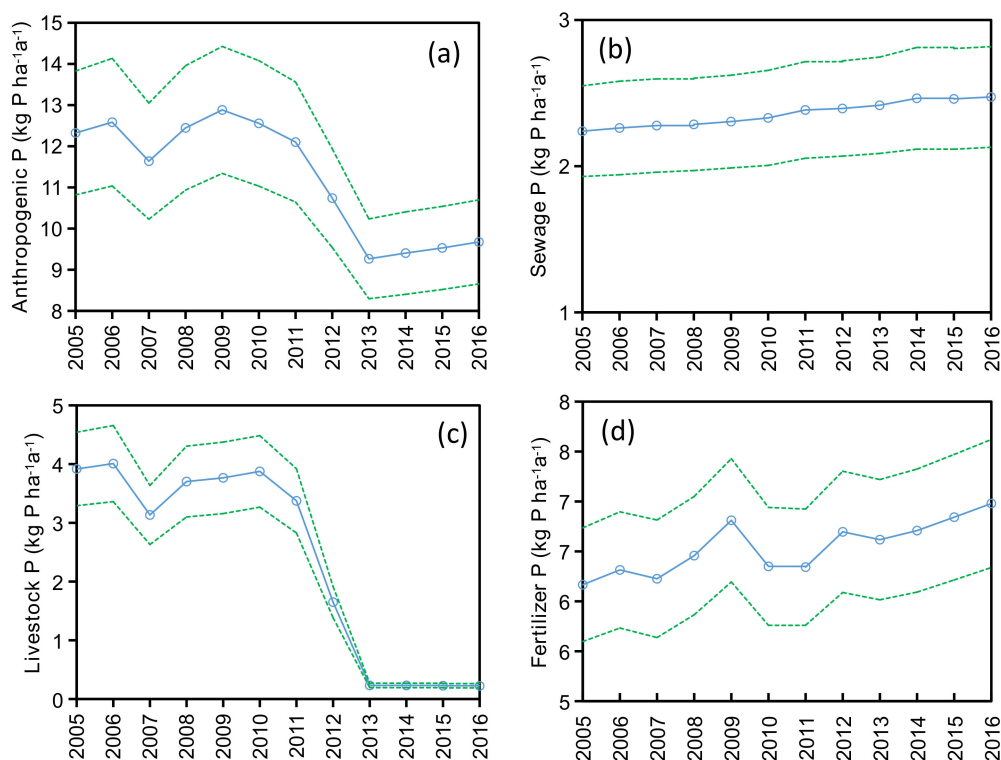 (a)
Anthropogenic P (kg P ha⁻¹a⁻¹)
15
14
13
12
11
10
9
8
2005 2006 2007 2008 2009 2010 2011 2012 2013 2014 2015 2016
(b)
Sewage P (kg P ha⁻¹a⁻¹)
3
2
1
2005 2006 2007 2008 2009 2010 2011 2012 2013 2014 2015 2016
(c)
Livestock P (kg P ha⁻¹a⁻¹)
5
4
3
2
1
0
2005 2006 2007 2008 2009 2010 2011 2012 2013 2014 2015 2016
(d)
Fertilizer P (kg P ha⁻¹a⁻¹)
8
8
7
7
6
6
5
2005 2006 2007 2008 2009 2010 2011 2012 2013 2014 2015 2016